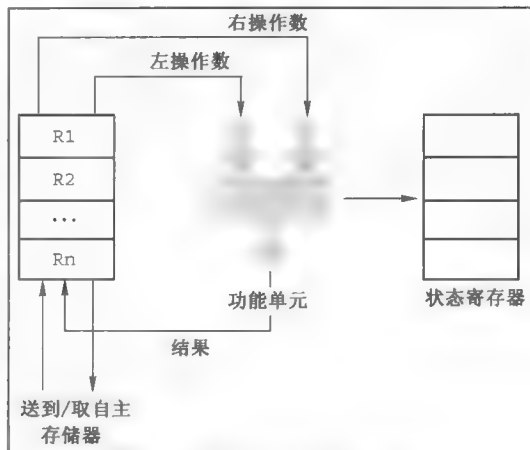 右操作数
左操作数
R1
R2
...
Rn
功能单元
状态寄存器
结果
送到/取自主
存储器